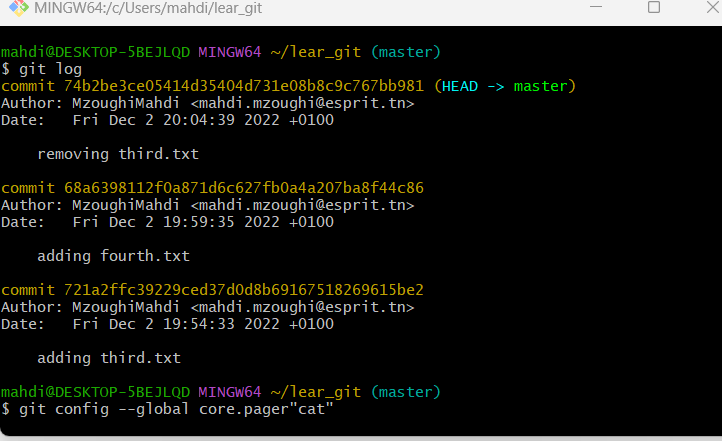 MINGW64:/c/Users/mahdi/lear_git
mahdi@DESKTOP-5BEJLQD MINGW64 ~/lear_git (master)
$ git log
commit 74b2be3ce05414d35404d731e08b8c9c767bb981 (HEAD -> master)
Author: MzoughiMahdi <mahdi.mzoughi@esprit.tn>
Date:   Fri Dec 2 20:04:39 2022 +0100
    removing third.txt
commit 68a6398112f0a871d6c627fb0a4a207ba8f44c86
Author: MzoughiMahdi <mahdi.mzoughi@esprit.tn>
Date:   Fri Dec 2 19:59:35 2022 +0100
    adding fourth.txt
commit 721a2ffc39229ced37d0d8b69167518269615be2
Author: MzoughiMahdi <mahdi.mzoughi@esprit.tn>
Date:   Fri Dec 2 19:54:33 2022 +0100
    adding third.txt
mahdi@DESKTOP-5BEJLQD MINGW64 ~/lear_git (master)
$ git config --global core.pager"cat"